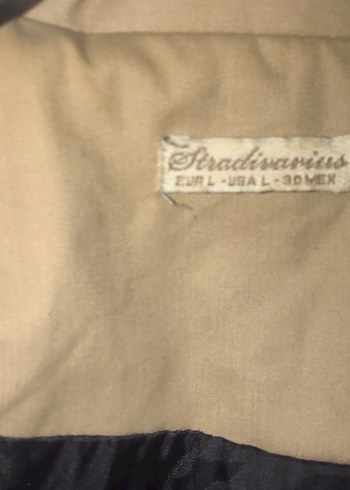 Stradivarius
EUR L - USA L - 30 MEX